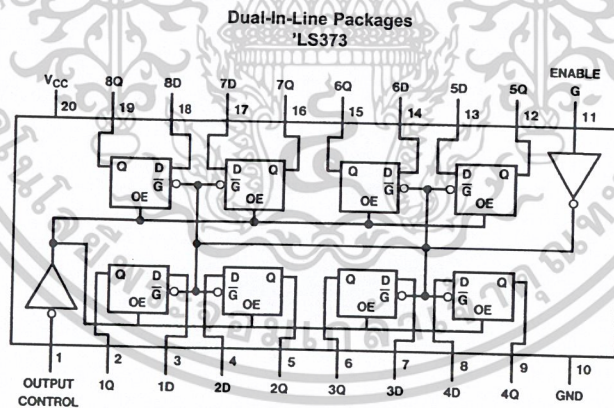 Dual-In-Line Packages
'LS373
VCC 8Q 8D 7D 7Q 6Q 6D 5D 5Q ENABLE G
20 19 18 17 16 15 14 13 12 11
Q D G OE D G Q OE Q D G OE D G Q OE
Q D G OE D G Q OE Q D G OE D G Q OE
1 2 3 4 5 6 7 8 9 10
OUTPUT CONTROL 1Q 1D 2D 2Q 3Q 3D 4D 4Q GND